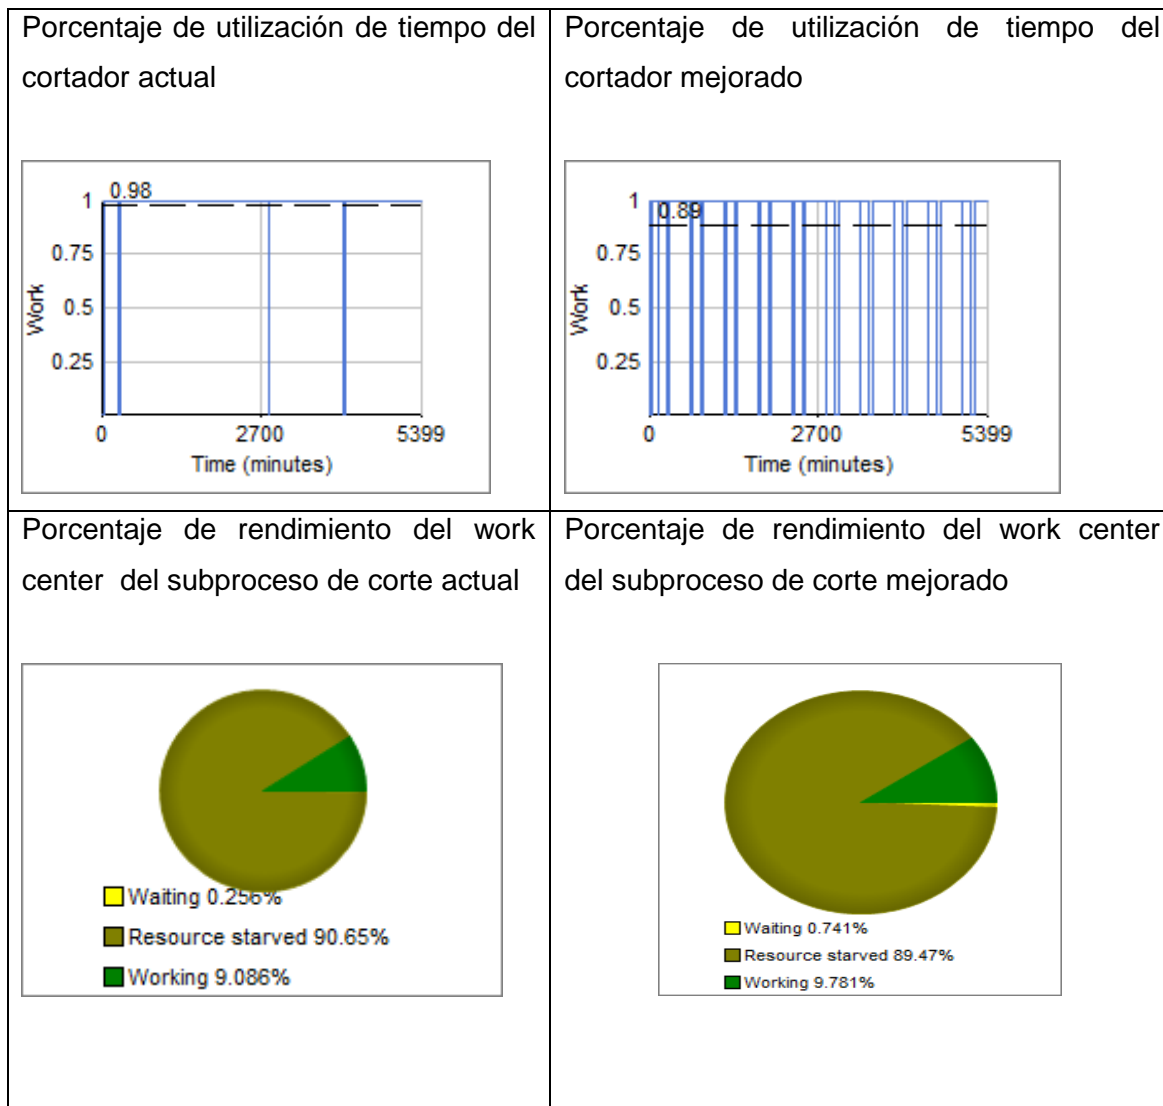 Porcentaje de utilización de tiempo del
cortador actual
0.98
1
0.75
0.5
0.25
Work
0
2700
5399
Time (minutes)
Porcentaje de utilización de tiempo del
cortador mejorado
0.89
1
0.75
0.5
0.25
Work
0
2700
5399
Time (minutes)
Porcentaje de rendimiento del work
center del subproceso de corte actual
Waiting 0.256%
Resource starved 90.65%
Working 9.086%
Porcentaje de rendimiento del work center
del subproceso de corte mejorado
Waiting 0.741%
Resource starved 89.47%
Working 9.781%